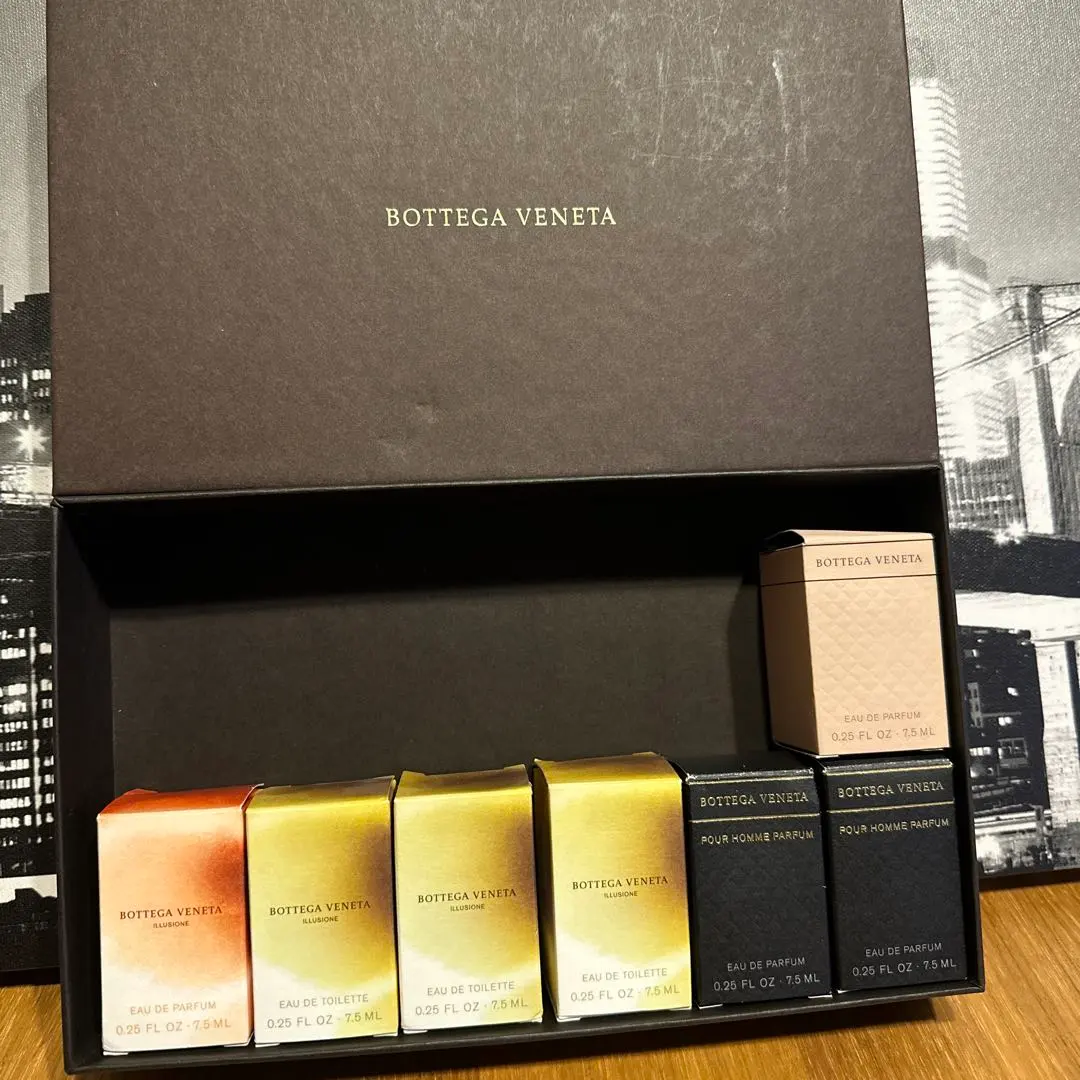 BOTTEGA VENETA
BOTTEGA VENETA
EAU DE PARFUM
0.25 FL OZ · 7.5 ML
BOTTEGA VENETA
ILLUSIONE
EAU DE PARFUM
0.25 FL OZ · 7.5 ML
BOTTEGA VENETA
ILLUSIONE
EAU DE TOILETTE
0.25 FL OZ · 7.5 ML
BOTTEGA VENETA
ILLUSIONE
EAU DE TOILETTE
0.25 FL OZ · 7.5 ML
BOTTEGA VENETA
ILLUSIONE
EAU DE TOILETTE
0.25 FL OZ · 7.5 ML
BOTTEGA VENETA
POUR HOMME PARFUM
EAU DE PARFUM
0.25 FL OZ · 7.5 ML
BOTTEGA VENETA
POUR HOMME PARFUM
EAU DE PARFUM
0.25 FL OZ · 7.5 ML